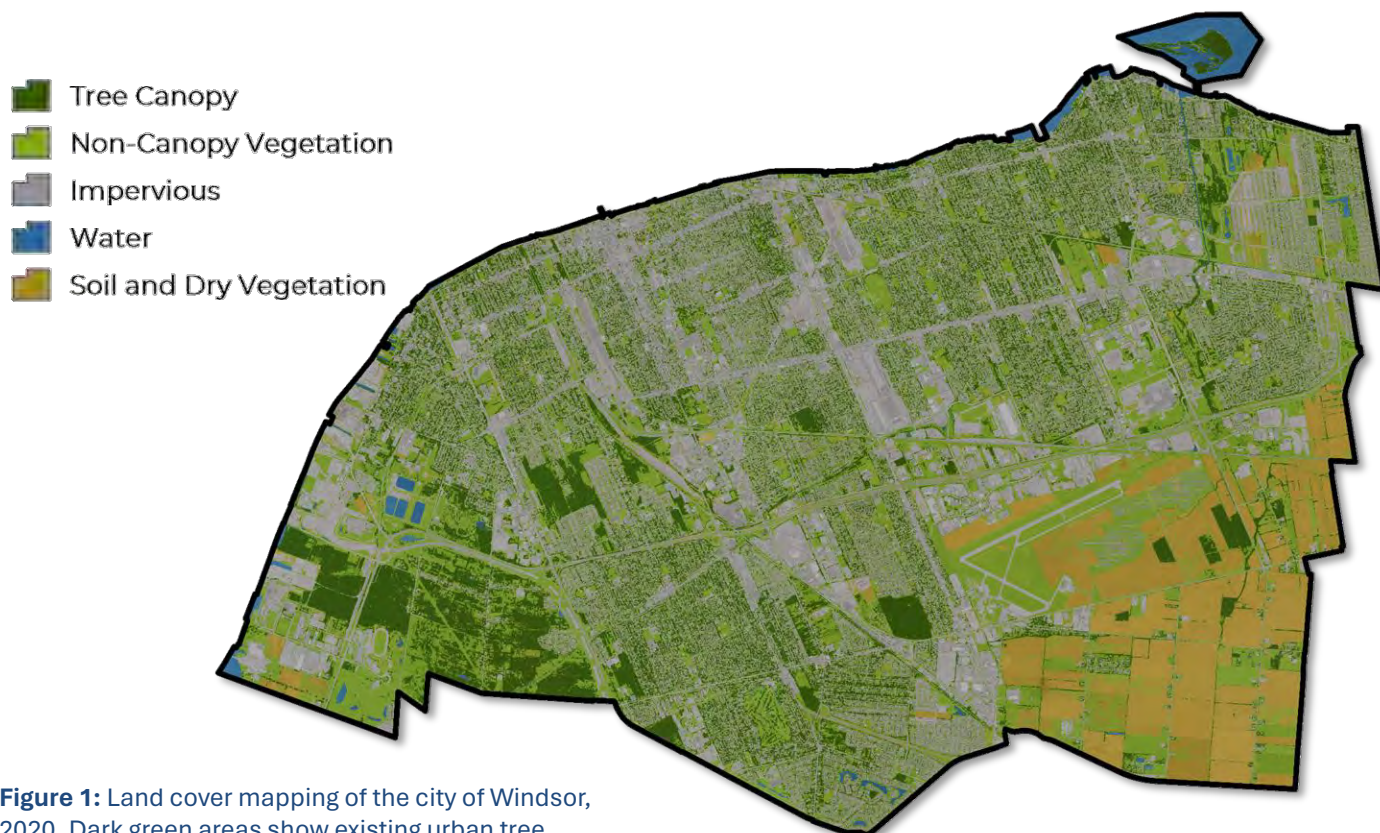 Tree Canopy
Non-Canopy Vegetation
Impervious
Water
Soil and Dry Vegetation
Figure 1: Land cover mapping of the city of Windsor,
2020. Dark green areas show existing urban tree